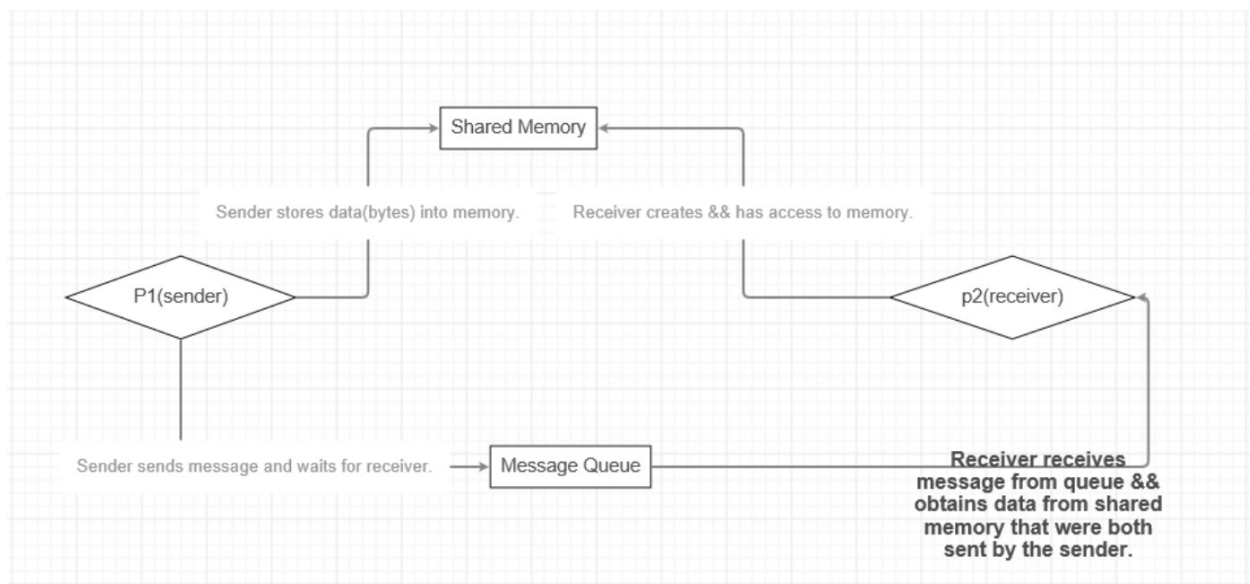 Shared Memory
Sender stores data(bytes) into memory.
Receiver creates && has access to memory.
P1(sender)
p2(receiver)
Sender sends message and waits for receiver.
Message Queue
Receiver receives
message from queue &&
obtains data from shared
memory that were both
sent by the sender.